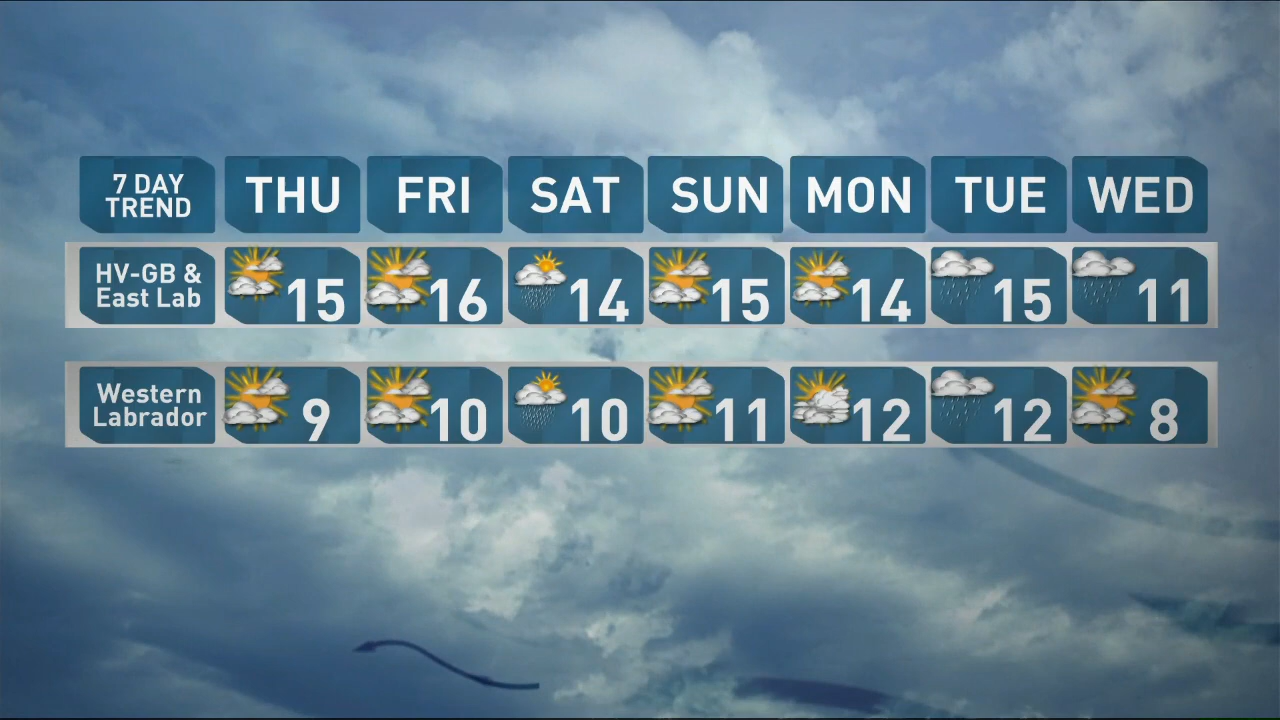 7 DAY
TREND
THU FRI SAT SUN MON TUE WED
HV-GB &
East Lab
15 16 14 15 14 15 11
Western
Labrador
9 10 10 11 12 12 8